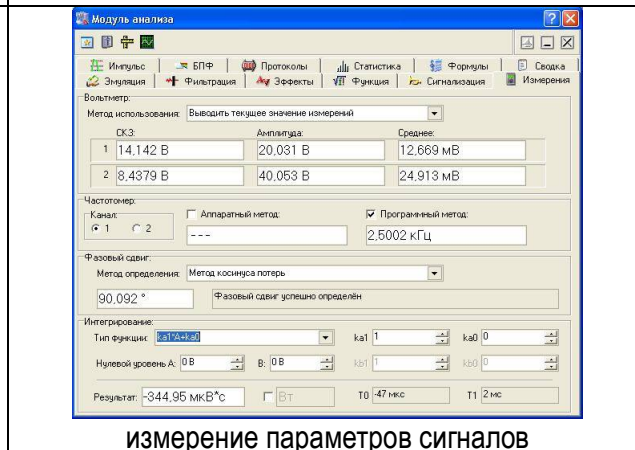 Модуль анализа
Импульс БПФ Протоколы Статистика Формулы Сводка
Эмуляция Фильтрация Эффекты Функция Сигнализация Измерения
Вольтметр:
Метод использования: Выводить текущее значение измерений
СКЗ: Амплитуда: Среднее:
1 14,142 В 20,031 В 12,669 мВ
2 8,4379 В 40,053 В 24,913 мВ
Частотомер:
Канал: Аппаратный метод: Программный метод:
1 2 --- 2,5002 кГц
Фазовый сдвиг:
Метод определения: Метод косинуса потерь
90,092 ° Фазовый сдвиг успешно определён
Интегрирование:
Тип функции: ka1*A+ka0 ka1 1 ka0 0
Нулевой уровень А: 0 В В: 0 В kb1 1 kb0 0
Результат: -344,95 мкВ*с Вт T0 -47 мкс T1 2 мс
измерение параметров сигналов